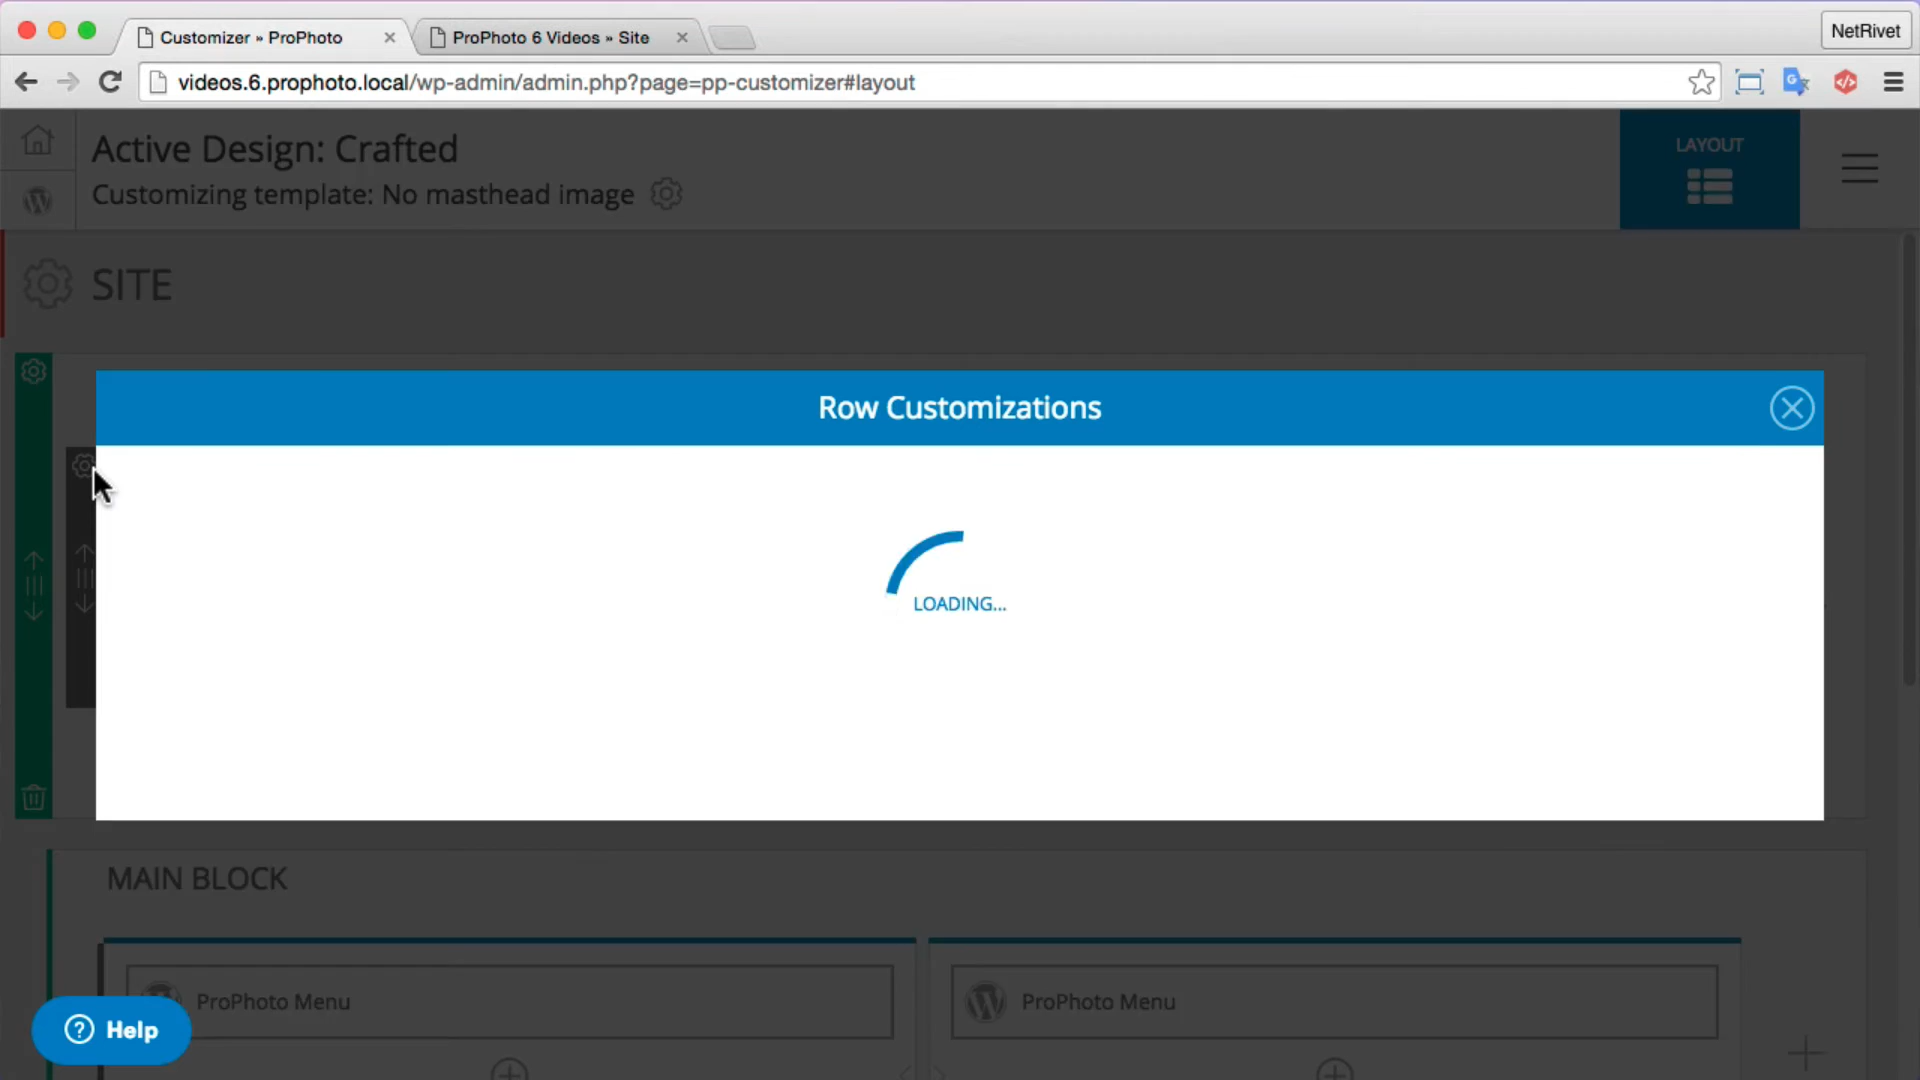 Customizer » ProPhoto
ProPhoto 6 Videos » Site
NetRivet
videos.6.prophoto.local/wp-admin/admin.php?page=pp-customizer#layout
Active Design: Crafted
Customizing template: No masthead image
LAYOUT
SITE
Row Customizations
LOADING...
MAIN BLOCK
ProPhoto Menu
ProPhoto Menu
Help